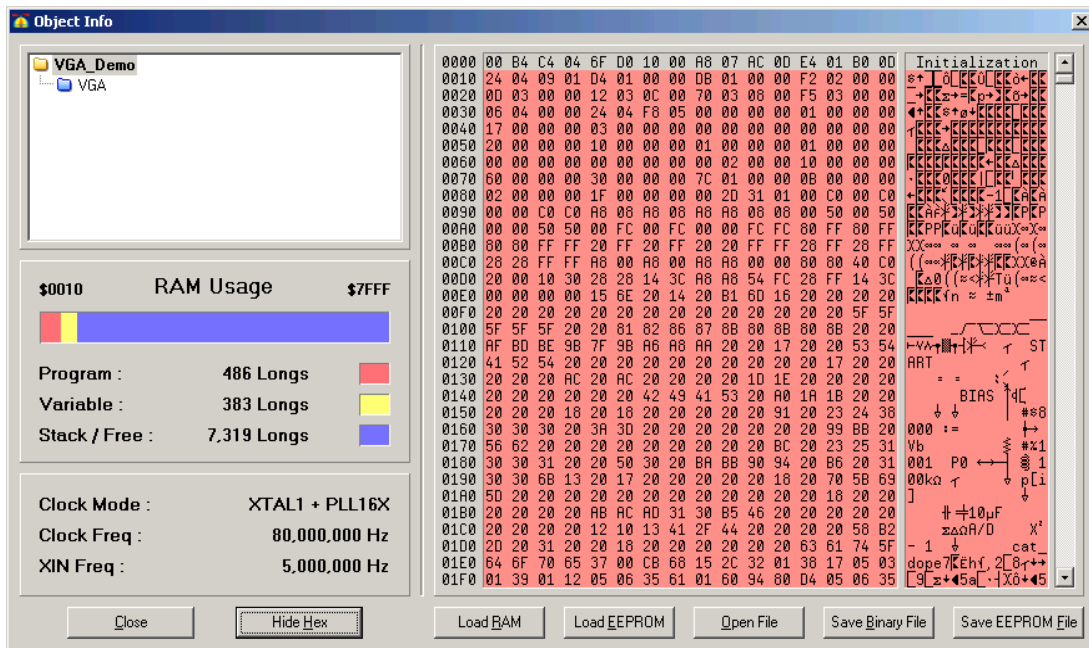 Object Info
VGA_Demo
VGA
$0010 RAM Usage $7FFF
Program : 486 Longs
Variable : 383 Longs
Stack / Free : 7,319 Longs
Clock Mode : XTAL1 + PLL16X
Clock Freq : 80,000,000 Hz
XIN Freq : 5,000,000 Hz
Close
Hide Hex
0000 00 B4 C4 04 6F D0 10 00 A8 07 AC 0D E4 01 B0 0D Initialization
0010 24 04 09 01 D4 01 00 00 DB 01 00 00 F2 02 00 00
0020 0D 03 00 00 12 03 0C 00 70 03 08 00 F5 03 00 00
0030 06 04 00 00 24 04 F8 05 00 00 00 00 01 00 00 00
0040 17 00 00 00 03 00 00 00 00 00 00 00 00 00 00 00
0050 20 00 00 00 10 00 00 00 01 00 00 00 01 00 00 00
0060 00 00 00 00 00 00 00 00 02 00 00 10 00 00 00
0070 60 00 00 00 30 00 00 00 7C 01 00 00 0B 00 00 00
0080 02 00 00 00 1F 00 00 00 00 2D 31 01 00 C0 00 C0
0090 00 00 C0 C0 A8 08 A8 08 A8 A8 08 08 00 50 00 50
00A0 00 00 50 50 00 FC 00 FC 00 00 FC FC 80 FF 80 FF
00B0 80 80 FF FF 20 FF 20 FF 20 20 FF FF 28 FF 28 FF
00C0 28 28 FF FF A8 00 A8 00 A8 A8 00 00 80 80 40 C0
00D0 20 00 10 30 28 28 14 3C A8 A8 54 FC 28 FF 14 3C
00E0 00 00 00 00 15 6E 20 14 20 B1 6D 16 20 20 20 20
00F0 20 20 20 20 20 20 20 20 20 20 20 20 20 20 5F 5F
0100 5F 5F 5F 20 20 81 82 86 87 8B 80 8B 80 8B 20 20
0110 AF BD BE 9B 7F 9B A6 A8 AA 20 20 17 20 20 53 54 ST
0120 41 52 54 20 20 20 20 20 20 20 20 20 20 17 20 20 ART
0130 20 20 20 AC 20 AC 20 20 20 20 1D 1E 20 20 20 20
0140 20 20 20 20 20 20 42 49 41 53 20 A0 1A 1B 20 20 BIAS
0150 20 20 20 18 20 18 20 20 20 20 20 91 20 23 24 38 #$8
0160 30 30 30 20 3A 3D 20 20 20 20 20 20 20 99 BB 20 000 :=
0170 56 62 20 20 20 20 20 20 20 20 20 BC 20 23 25 31 Vb #%1
0180 30 30 31 20 20 50 30 20 BA BB 90 94 20 B6 20 31 001 P0 1
0190 30 30 6B 13 20 17 20 20 20 20 20 18 20 70 5B 69 00kΩ p[i
01A0 5D 20 20 20 20 20 20 20 20 20 20 20 20 18 20 20 ]
01B0 20 20 20 20 20 AB AC AD 31 30 B5 46 20 20 20 20 10µF
01C0 20 20 20 20 12 10 13 41 2F 44 20 20 20 20 58 B2 Σ∆ΩA/D X²
01D0 2D 20 31 20 20 18 20 20 20 20 20 20 63 61 74 5F - 1 ↓ cat_
01E0 64 6F 70 65 37 00 CB 68 15 2C 32 01 38 17 05 03
01F0 01 39 01 12 05 06 35 61 01 60 94 80 D4 05 06 35
Load RAM
Load EEPROM
Open File
Save Binary File
Save EEPROM File